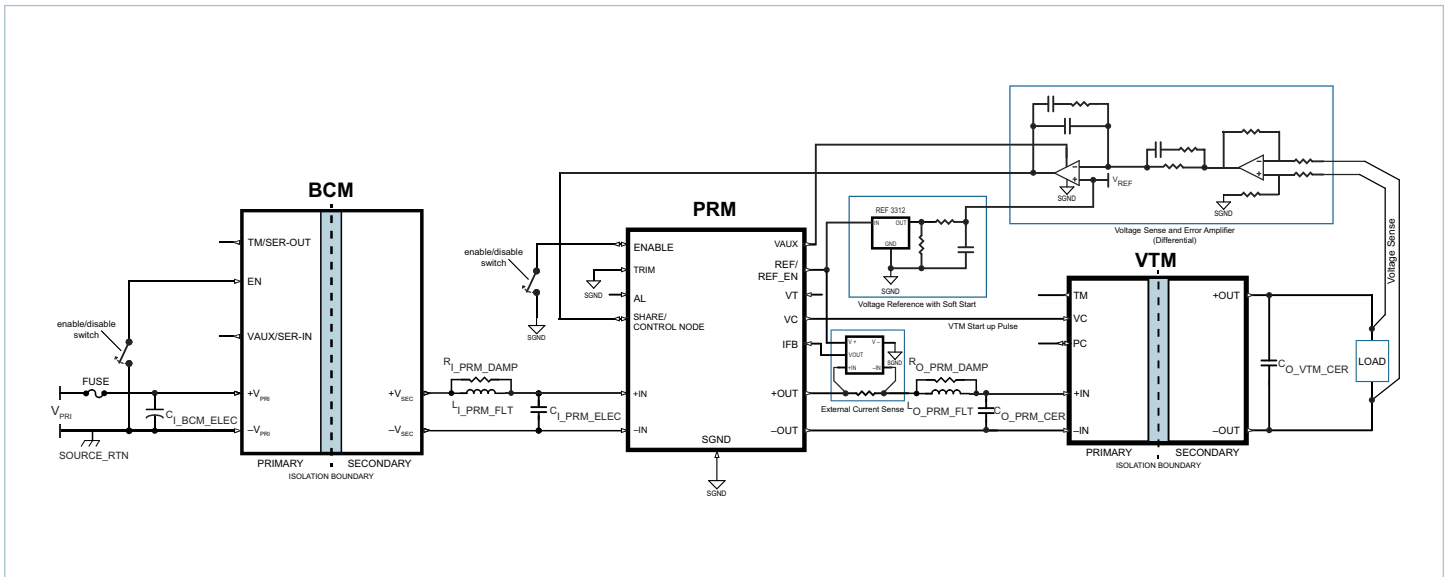 BCM
TM/SER-OUT
EN
VAUX/SER-IN
+V_PRI
–V_PRI
+V_SEC
–V_SEC
PRIMARY
SECONDARY
ISOLATION BOUNDARY
enable/disable
switch
FUSE
V_PRI
C_I_BCM_ELEC
SOURCE_RTN
R_I_PRM_DAMP
L_I_PRM_FLT
C_I_PRM_ELEC
enable/disable
switch
SGND
SGND
PRM
ENABLE
TRIM
AL
SHARE/
CONTROL NODE
+IN
–IN
SGND
VAUX
REF/
REF_EN
VT
VC
IFB
+OUT
–OUT
SGND
REF 3312
IN
OUT
GND
SGND
Voltage Reference with Soft Start
V +
V –
VOUT
+IN
–IN
SGND
External Current Sense
VTM Start up Pulse
R_O_PRM_DAMP
L_O_PRM_FLT
C_O_PRM_CER
–
+
SGND
V_REF
–
+
SGND
Voltage Sense and Error Amplifier
(Differential)
Voltage Sense
VTM
TM
VC
PC
+IN
–IN
+OUT
–OUT
PRIMARY
SECONDARY
ISOLATION BOUNDARY
C_O_VTM_CER
LOAD